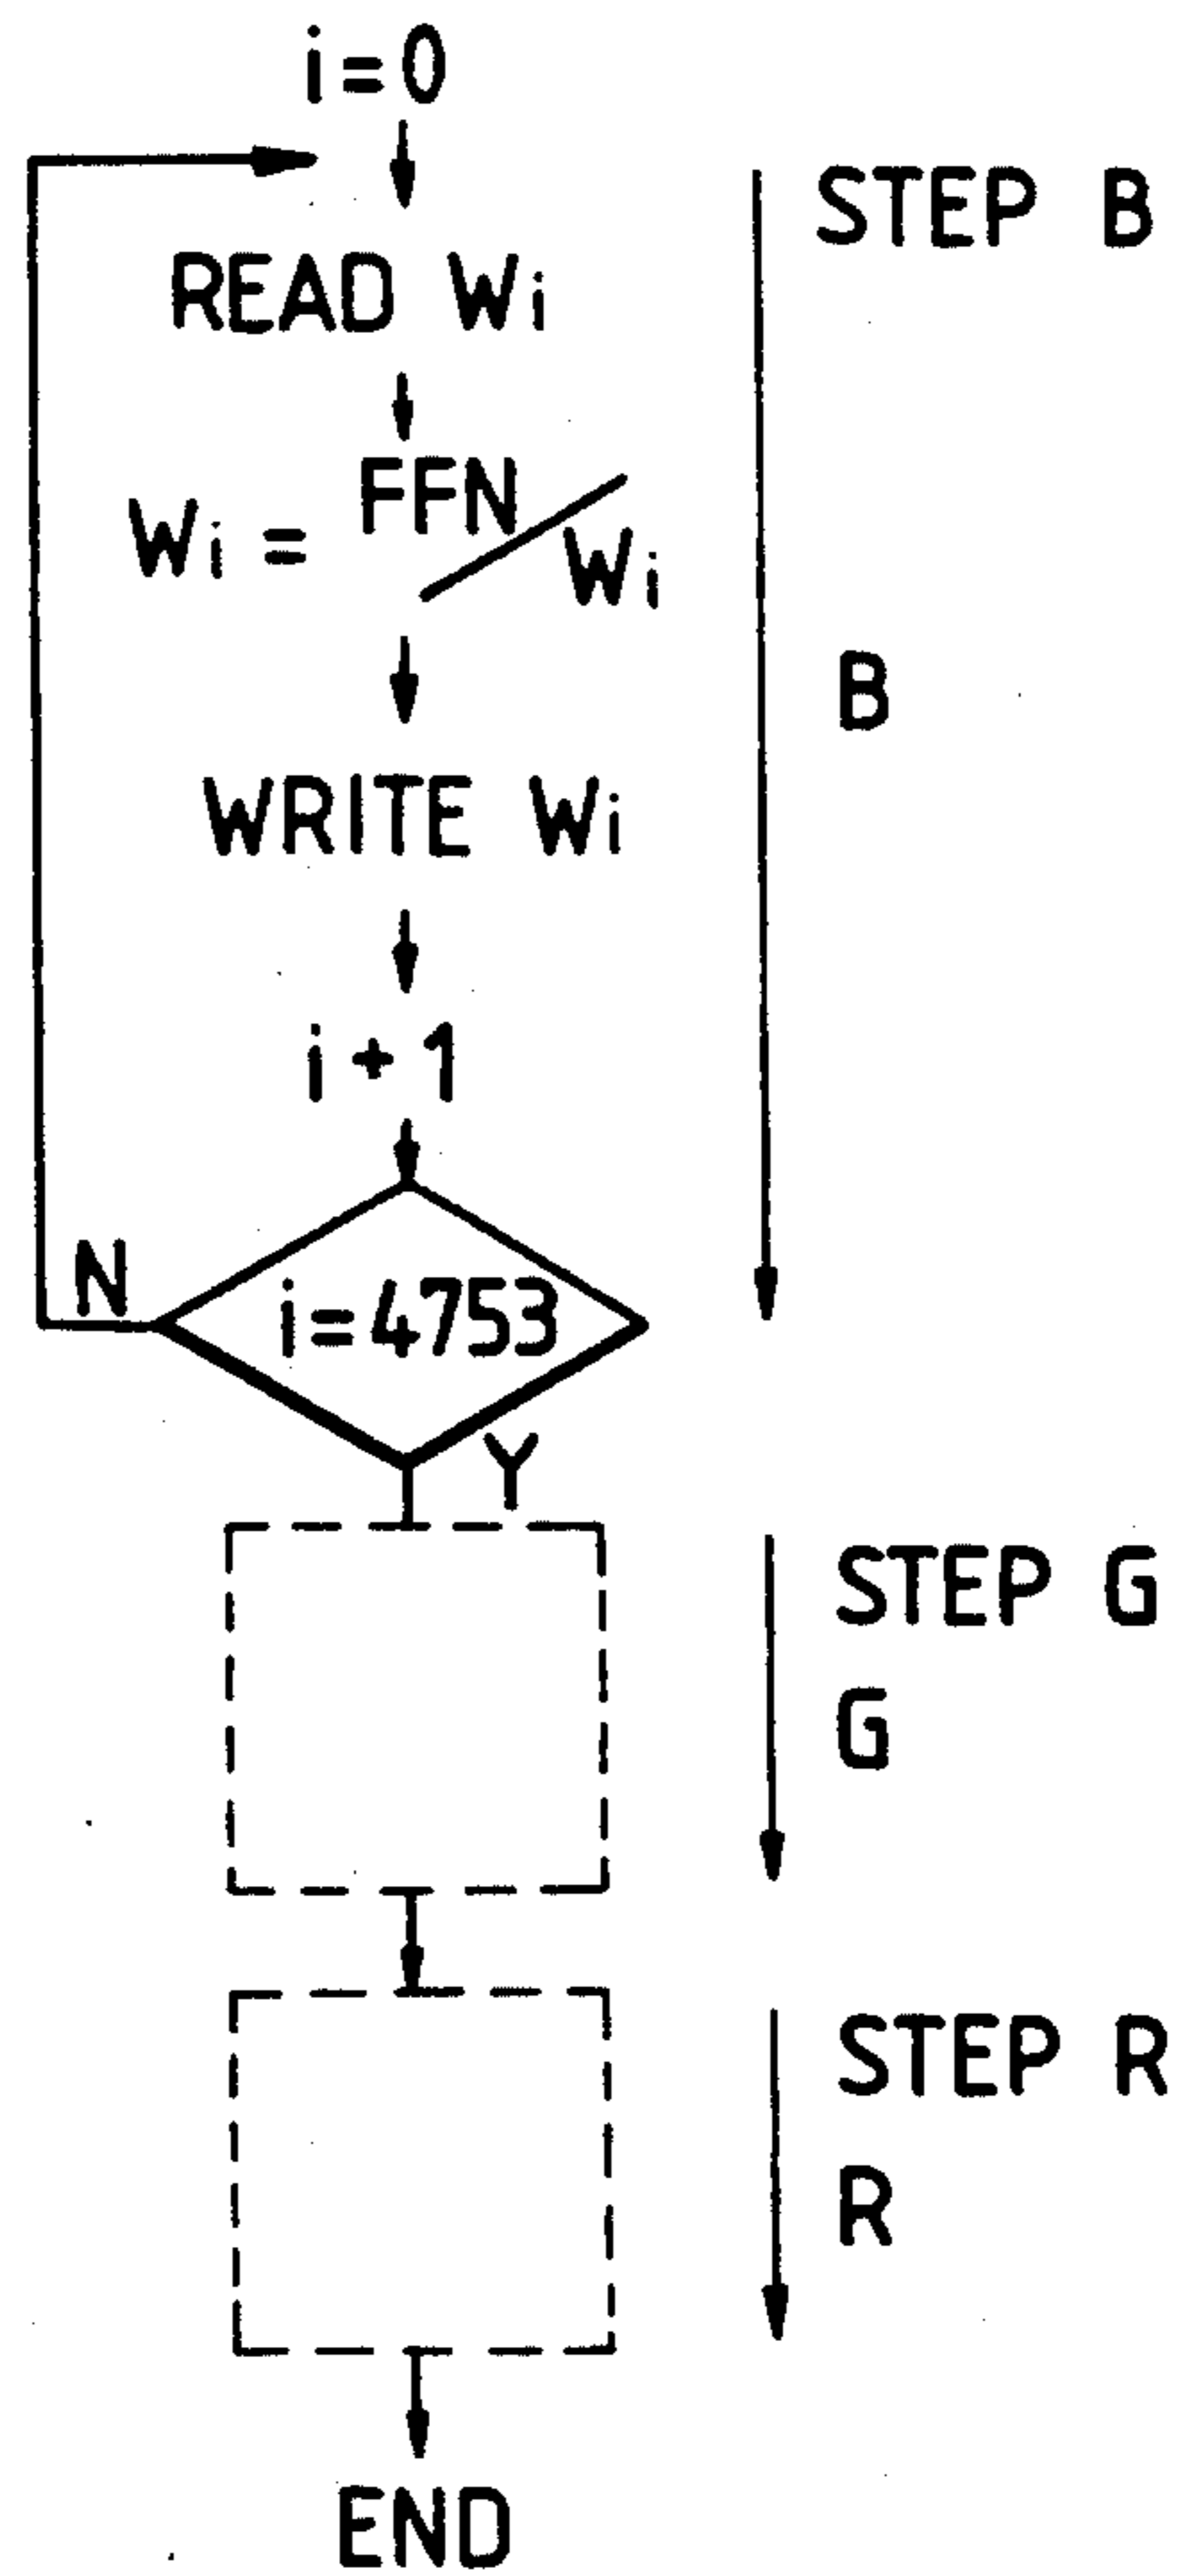 i=0
STEP B
READ Wi
Wi = FFN/Wi
B
WRITE Wi
i + 1
N
i=4753
Y
STEP G
G
STEP R
R
END